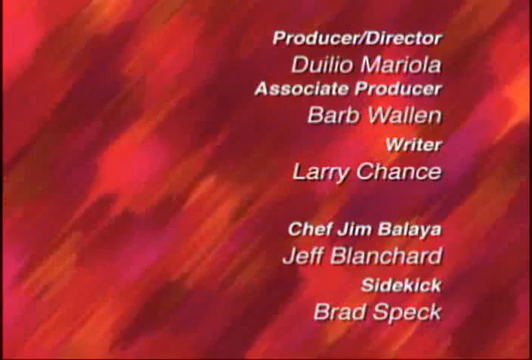 Producer/Director
Duilio Mariola
Associate Producer
Barb Wallen
Writer
Larry Chance
Chef Jim Balaya
Jeff Blanchard
Sidekick
Brad Speck